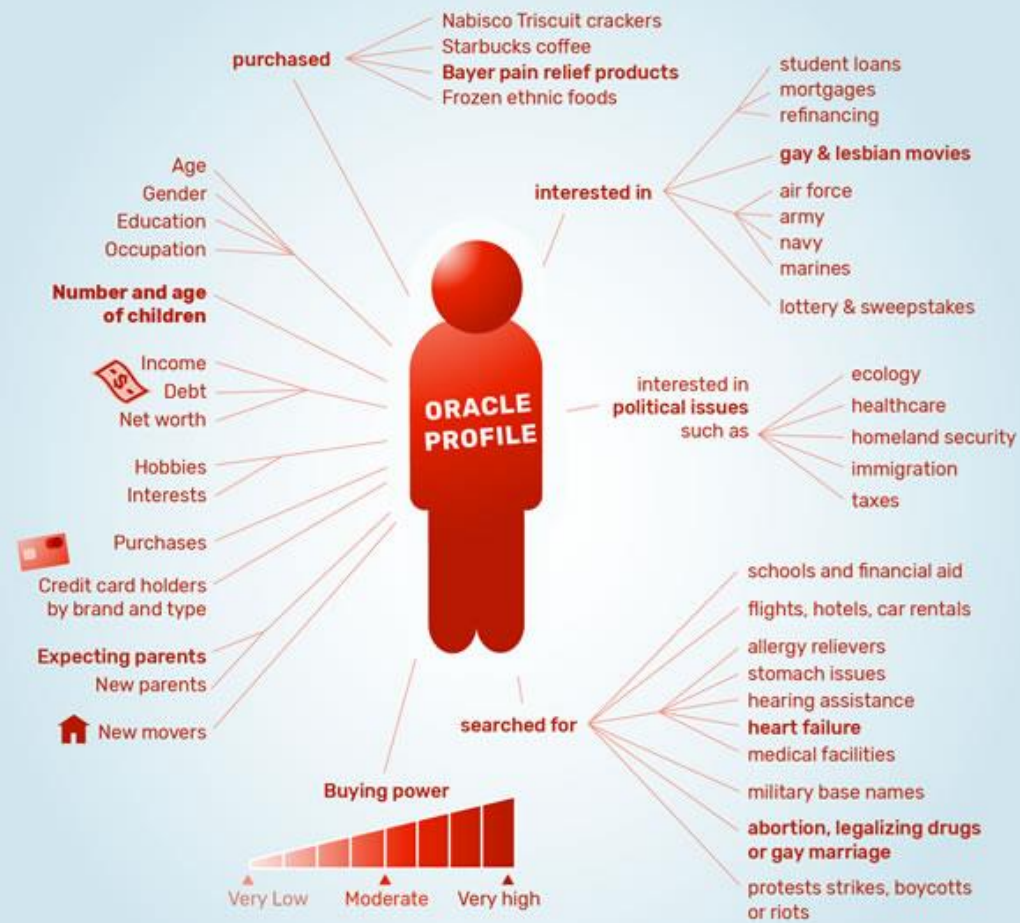 purchased
Nabisco Triscuit crackers
Starbucks coffee
Bayer pain relief products
Frozen ethnic foods
interested in
student loans
mortgages
refinancing
gay & lesbian movies
air force
army
navy
marines
lottery & sweepstakes
Age
Gender
Education
Occupation
Number and age
of children
$
Income
Debt
Net worth
Hobbies
Interests
Purchases
Credit card holders
by brand and type
Expecting parents
New parents
New movers
ORACLE
PROFILE
interested in
political issues
such as
ecology
healthcare
homeland security
immigration
taxes
searched for
schools and financial aid
flights, hotels, car rentals
allergy relievers
stomach issues
hearing assistance
heart failure
medical facilities
military base names
abortion, legalizing drugs
or gay marriage
protests strikes, boycotts
or riots
Buying power
Very Low
Moderate
Very high